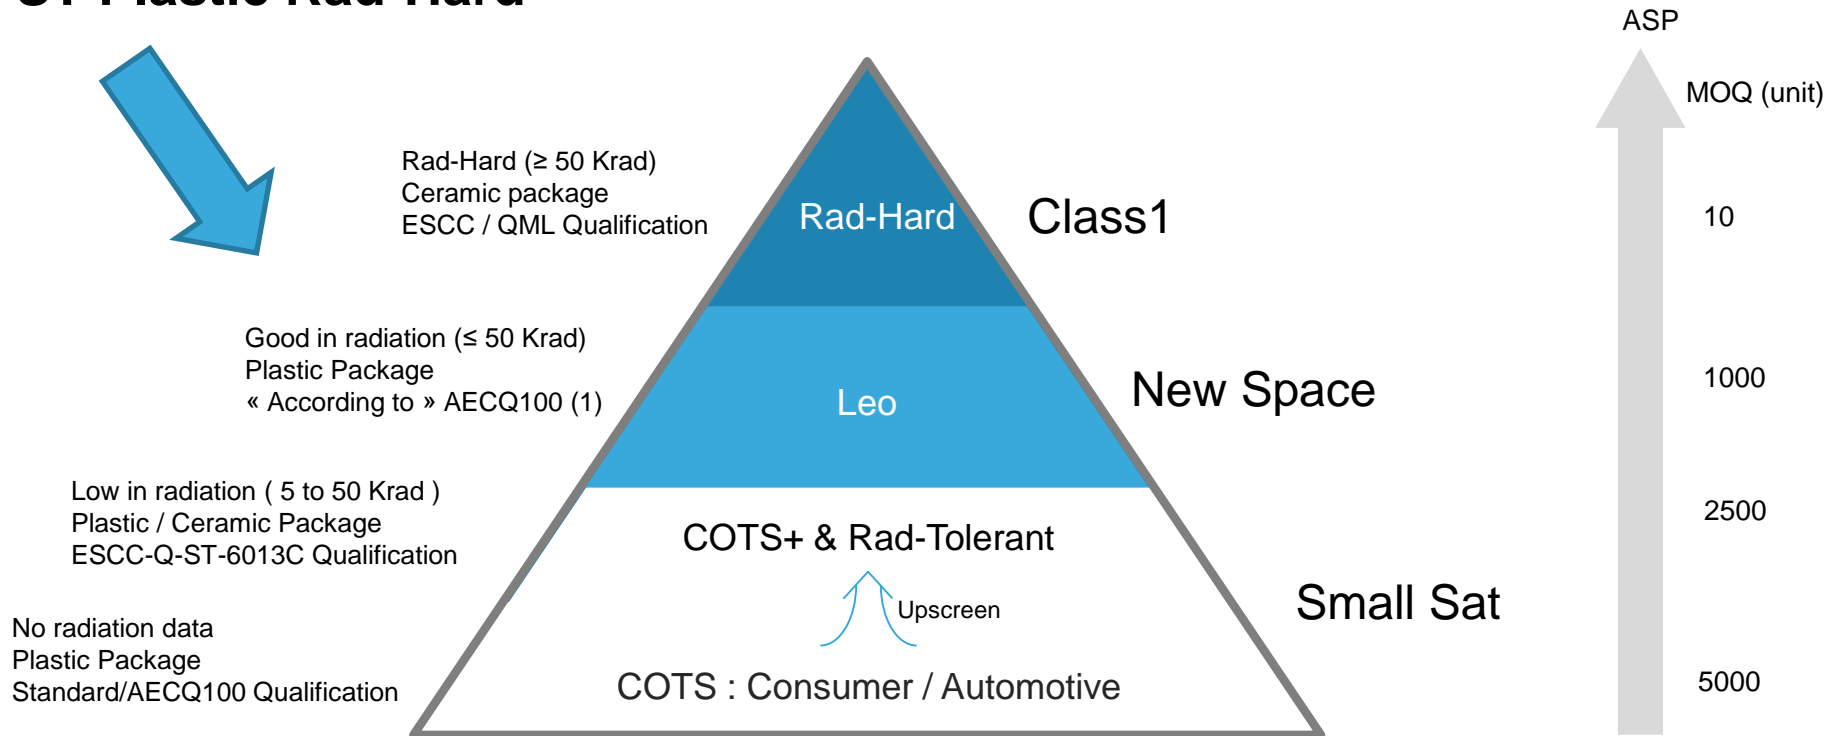 ASP
MOQ (unit)
Rad-Hard (≥ 50 Krad)
Ceramic package
ESCC / QML Qualification
Rad-Hard
Class1
10
Good in radiation (≤ 50 Krad)
Plastic Package
« According to » AECQ100 (1)
Leo
New Space
1000
Low in radiation ( 5 to 50 Krad )
Plastic / Ceramic Package
ESCC-Q-ST-6013C Qualification
COTS+ & Rad-Tolerant
2500
Upscreen
Small Sat
No radiation data
Plastic Package
Standard/AECQ100 Qualification
COTS : Consumer / Automotive
5000